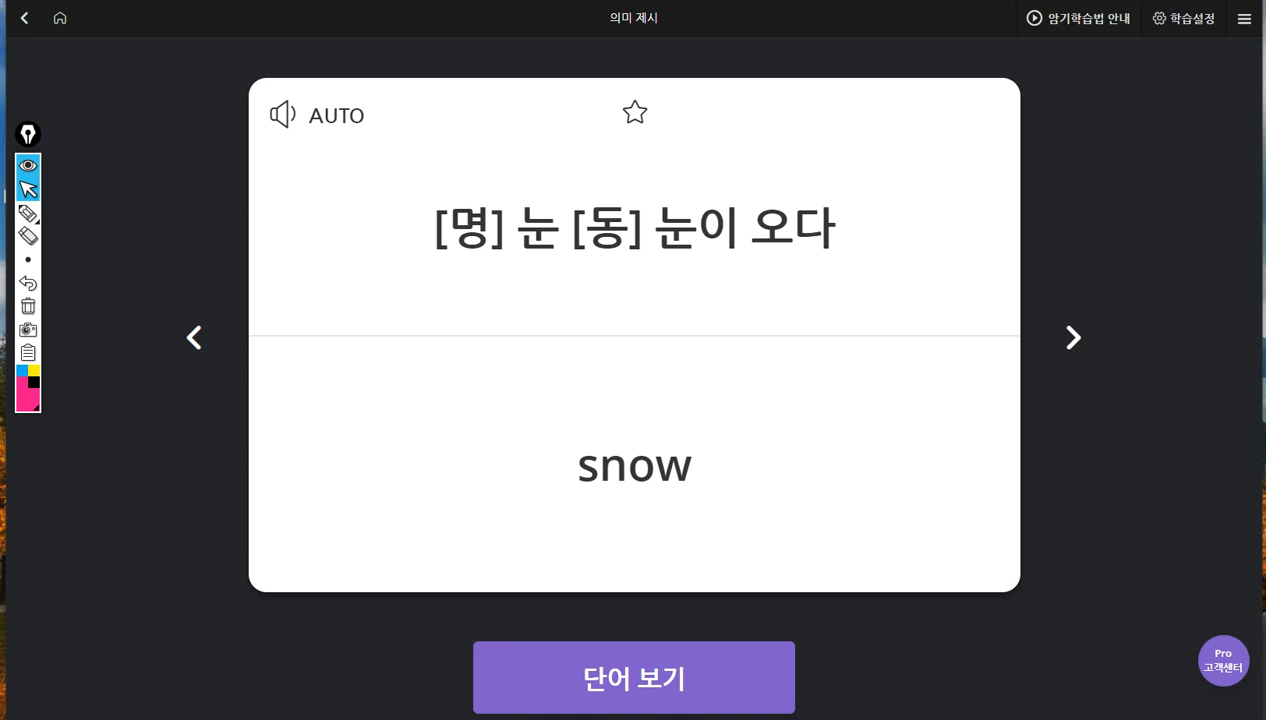 의미 제시
암기학습법 안내
학습설정
AUTO
[명] 눈 [동] 눈이 오다
snow
단어 보기
Pro
고객센터